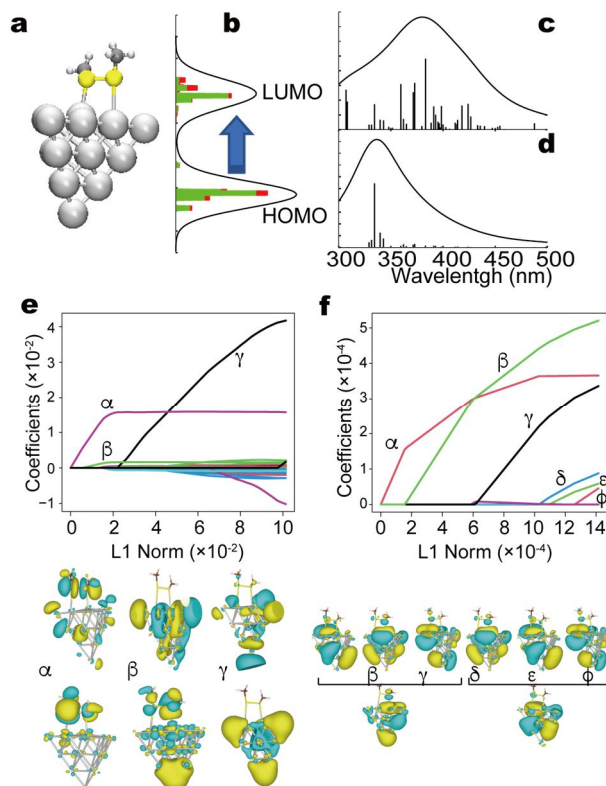 a
b
c
LUMO
d
HOMO
300 350 400 450 500
Wavelentgh (nm)
e
f
Coefficients (×10⁻²)
4
3
2
1
0
−1
α
β
γ
0 2 4 6 8 10
L1 Norm (×10⁻²)
Coefficients (×10⁻⁴)
5
4
3
2
1
0
α
β
γ
δ
ε
ϕ
0 2 4 6 8 10 12 14
L1 Norm (×10⁻⁴)
α β γ
β γ δ ε ϕ